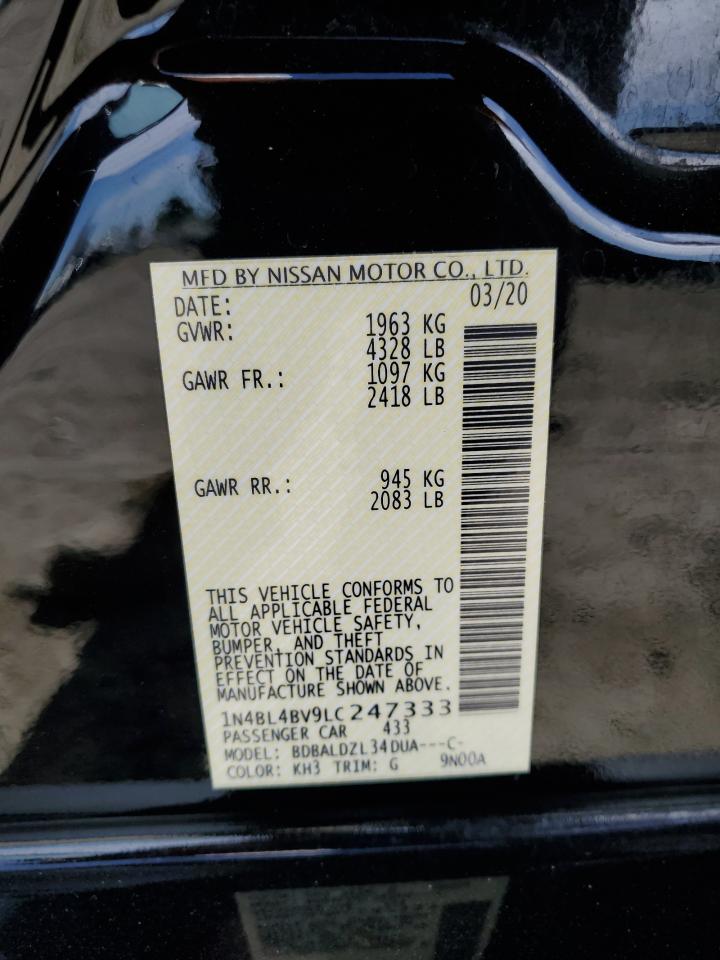 MFD BY NISSAN MOTOR CO., LTD.
DATE: 03/20
GVWR: 1963 KG
4328 LB
GAWR FR.: 1097 KG
2418 LB
GAWR RR.: 945 KG
2083 LB
THIS VEHICLE CONFORMS TO
ALL APPLICABLE FEDERAL
MOTOR VEHICLE SAFETY,
BUMPER, AND THEFT
PREVENTION STANDARDS IN
EFFECT ON THE DATE OF
MANUFACTURE SHOWN ABOVE.
1N4BL4BV9LC247333
PASSENGER CAR 433
MODEL: BDBALDZL34DUA---C-
COLOR: KH3 TRIM: G 9N00A